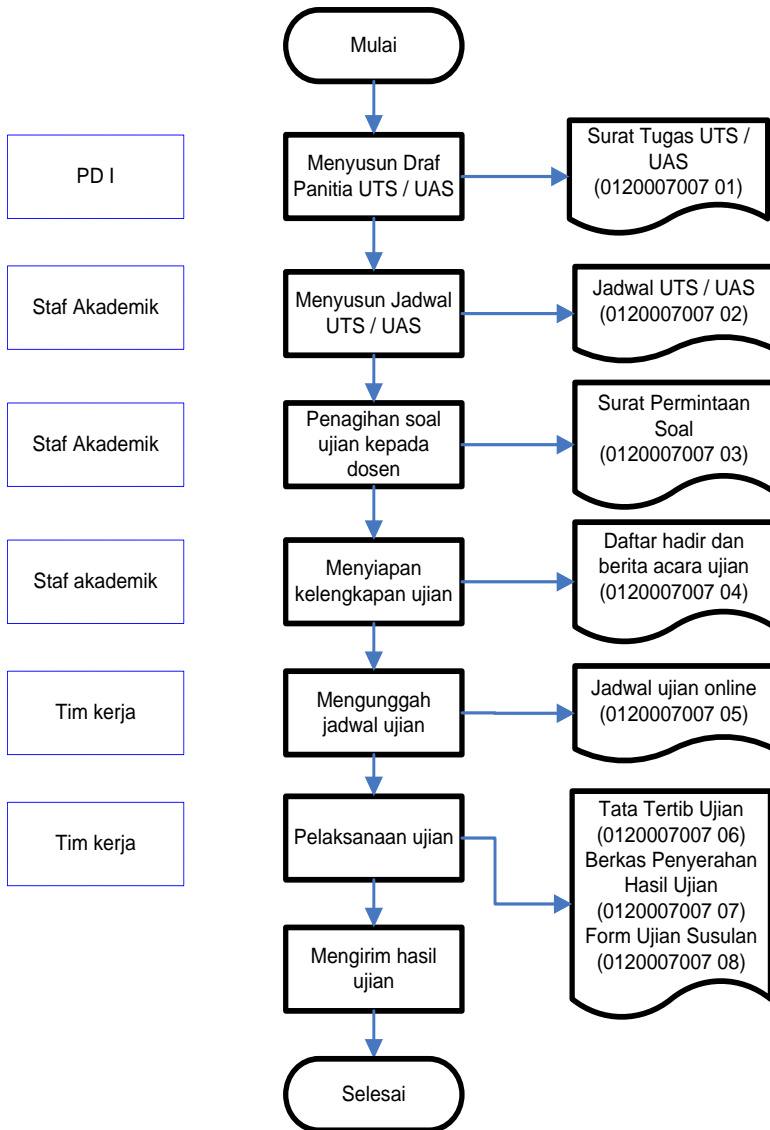 Mulai
PD I
Menyusun Draf
Panitia UTS / UAS
Surat Tugas UTS /
UAS
(0120007007 01)
Staf Akademik
Menyusun Jadwal
UTS / UAS
Jadwal UTS / UAS
(0120007007 02)
Staf Akademik
Penagihan soal
ujian kepada
dosen
Surat Permintaan
Soal
(0120007007 03)
Staf akademik
Menyiapan
kelengkapan ujian
Daftar hadir dan
berita acara ujian
(0120007007 04)
Tim kerja
Mengunggah
jadwal ujian
Jadwal ujian online
(0120007007 05)
Tim kerja
Pelaksanaan ujian
Tata Tertib Ujian
(0120007007 06)
Berkas Penyerahan
Hasil Ujian
(0120007007 07)
Form Ujian Susulan
(0120007007 08)
Mengirim hasil
ujian
Selesai